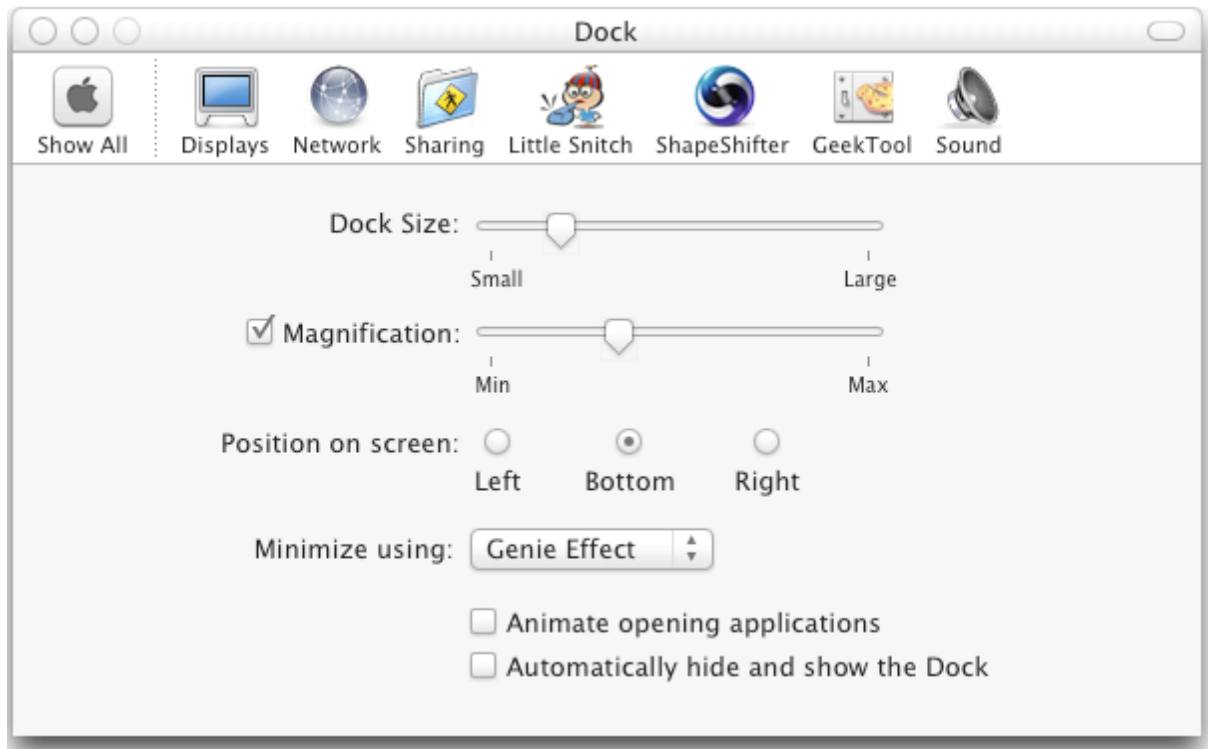 Dock
Show All Displays Network Sharing Little Snitch ShapeShifter GeekTool Sound
Dock Size:
Small Large
Magnification:
Min Max
Position on screen:
Left Bottom Right
Minimize using: Genie Effect
Animate opening applications
Automatically hide and show the Dock